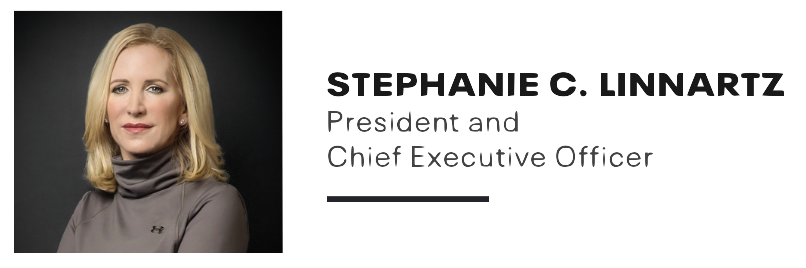 STEPHANIE C. LINNARTZ
President and
Chief Executive Officer